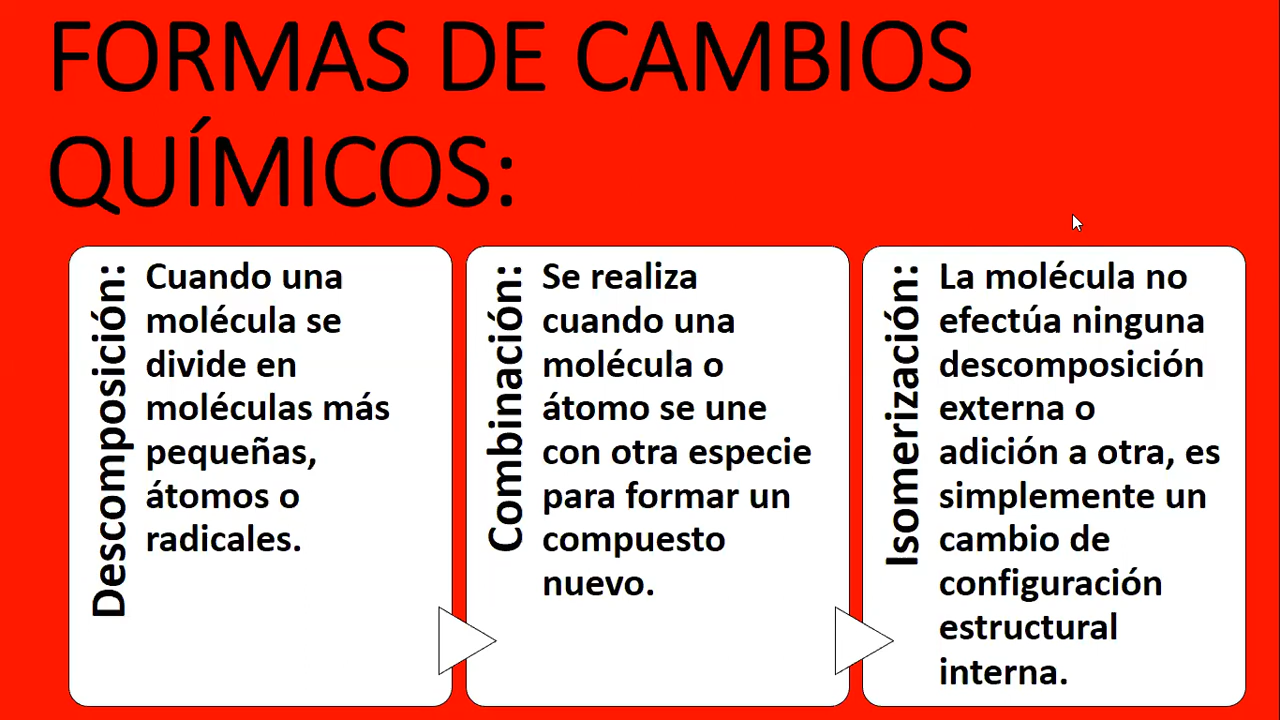 FORMAS DE CAMBIOS
QUÍMICOS:
Descomposición:
Cuando una
molécula se
divide en
moléculas más
pequeñas,
átomos o
radicales.
Combinación:
Se realiza
cuando una
molécula o
átomo se une
con otra especie
para formar un
compuesto
nuevo.
Isomerización:
La molécula no
efectúa ninguna
descomposición
externa o
adición a otra, es
simplemente un
cambio de
configuración
estructural
interna.